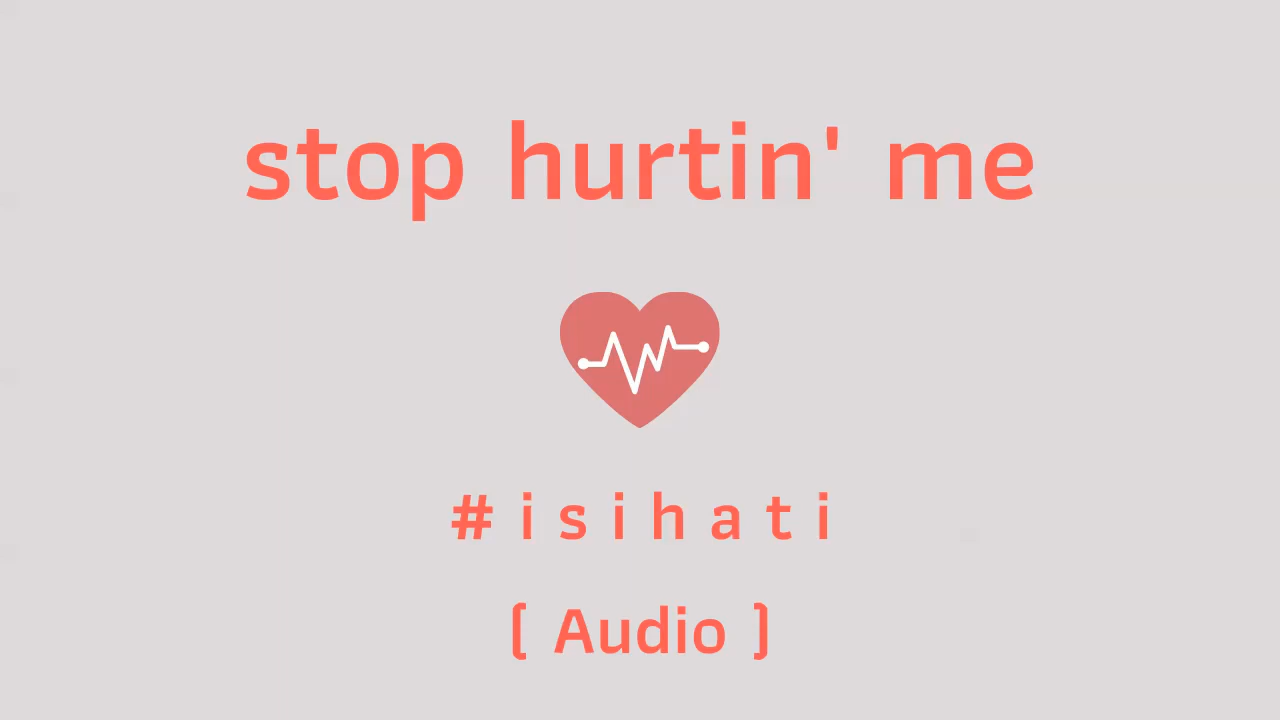 stop hurtin' me
# i s i h a t i
[ Audio ]